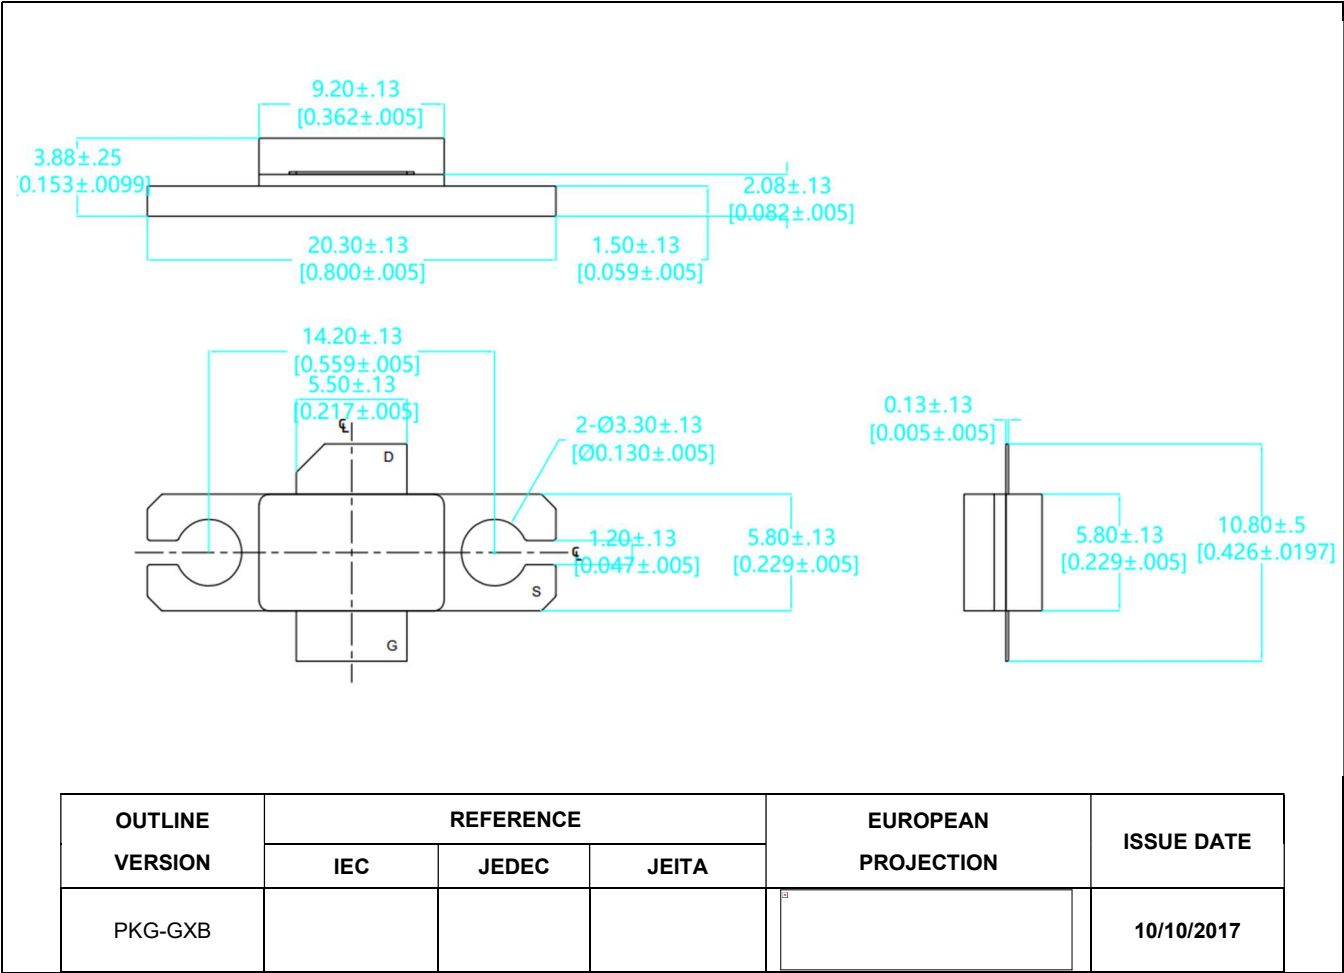 9.20±.13
[0.362±.005]
3.88±.25
0.153±.0099]
2.08±.13
[0.082±.005]
20.30±.13
[0.800±.005]
1.50±.13
[0.059±.005]
14.20±.13
[0.559±.005]
5.50±.13
[0.217±.005]
℄
D
2-Ø3.30±.13
[Ø0.130±.005]
0.13±.13
[0.005±.005]
℄
1.20±.13
[0.047±.005]
5.80±.13
[0.229±.005]
5.80±.13
[0.229±.005]
10.80±.5
[0.426±.0197]
S
G
OUTLINE
VERSION
REFERENCE
EUROPEAN
PROJECTION
ISSUE DATE
IEC
JEDEC
JEITA
PKG-GXB
10/10/2017